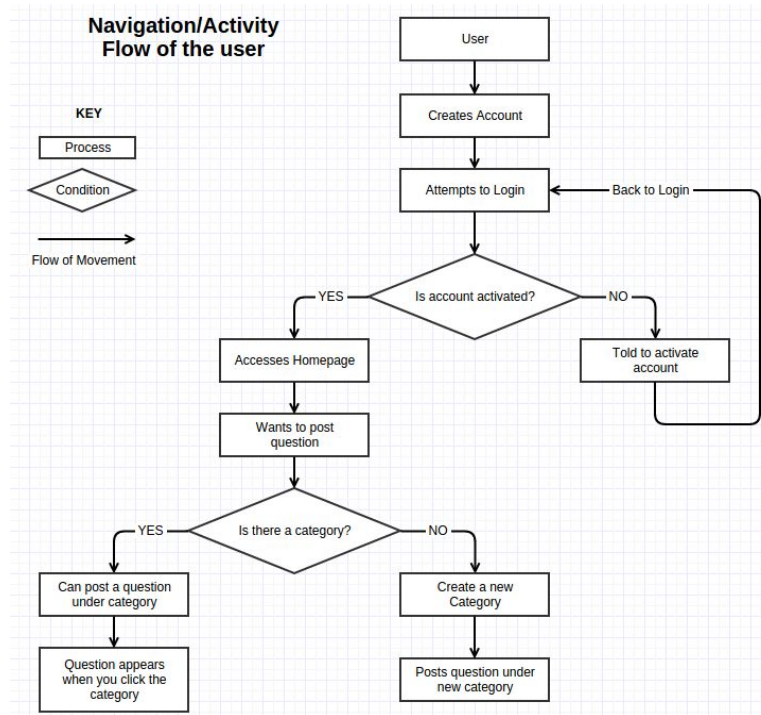 Navigation/Activity
Flow of the user
KEY
Process
Condition
Flow of Movement
User
Creates Account
Attempts to Login
Back to Login
Is account activated?
YES
NO
Accesses Homepage
Told to activate
account
Wants to post
question
Is there a category?
YES
NO
Can post a question
under category
Create a new
Category
Question appears
when you click the
category
Posts question under
new category